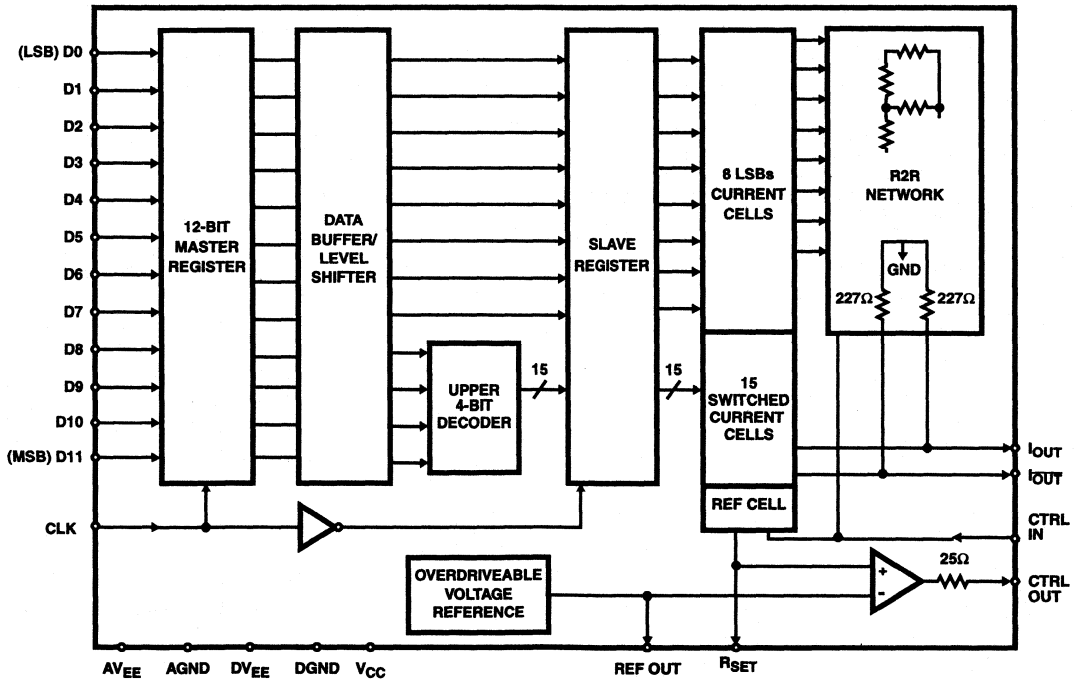 (LSB) D0
D1
D2
D3
D4
D5
D6
D7
D8
D9
D10
(MSB) D11
CLK
12-BIT
MASTER
REGISTER
DATA
BUFFER/
LEVEL
SHIFTER
UPPER
4-BIT
DECODER
15
SLAVE
REGISTER
15
8 LSBs
CURRENT
CELLS
15
SWITCHED
CURRENT
CELLS
REF CELL
R2R
NETWORK
GND
227Ω
227Ω
IOUT
IOUT
CTRL
IN
25Ω
CTRL
OUT
+
-
OVERDRIVEABLE
VOLTAGE
REFERENCE
AVEE
AGND
DVEE
DGND
VCC
REF OUT
RSET